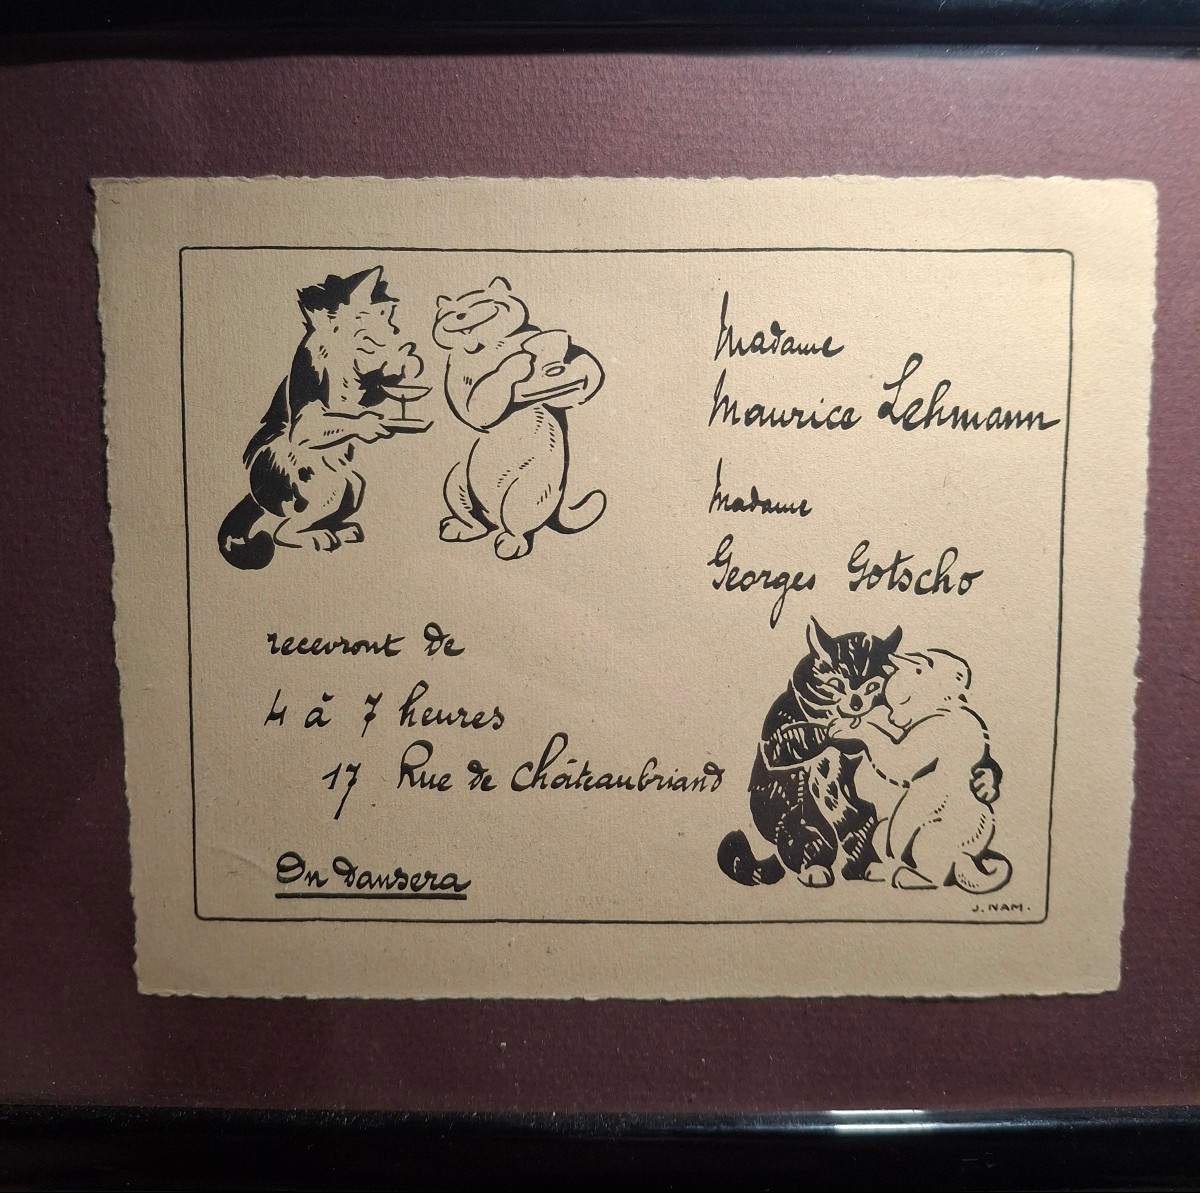 Madame
Maurice Lehmann
Madame
Georges Gotscho
recevront de
4 à 7 heures
17 Rue de Châteaubriand
On dansera
J. NAM.